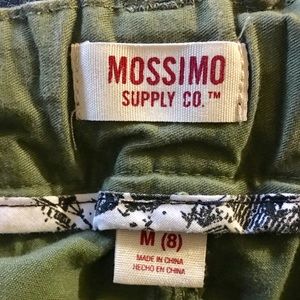 MOSSIMO
SUPPLY CO.™
M (8)
MADE IN CHINA
HECHO EN CHINA